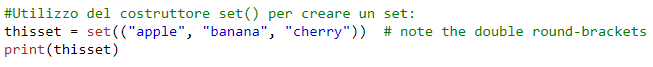 #Utilizzo del costruttore set() per creare un set:
thisset = set(("apple", "banana", "cherry"))  # note the double round-brackets
print(thisset)